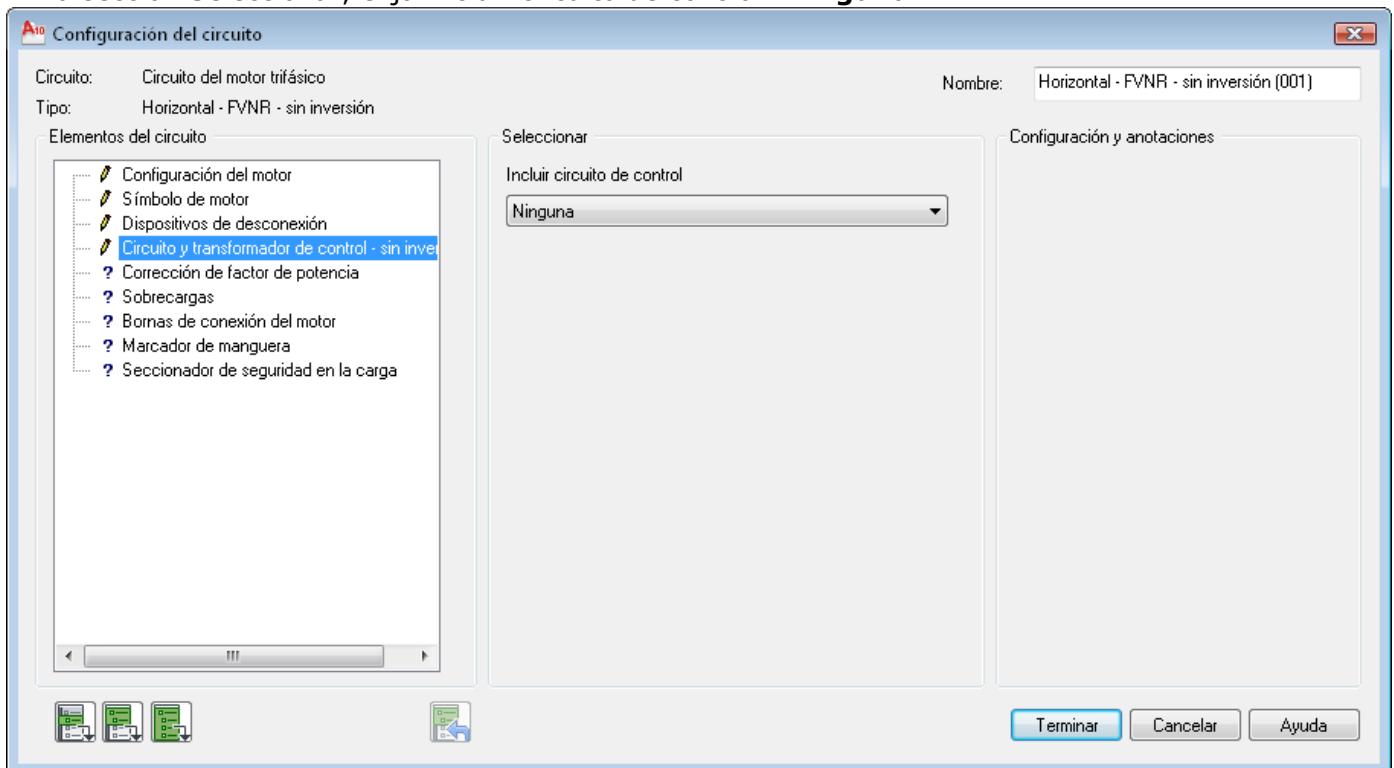 Configuración del circuito
Circuito: Circuito del motor trifásico
Nombre: Horizontal - FVNR - sin inversión (001)
Tipo: Horizontal - FVNR - sin inversión
Elementos del circuito
Configuración del motor
Símbolo de motor
Dispositivos de desconexión
Circuito y transformador de control - sin inver
? Corrección de factor de potencia
? Sobrecargas
? Bornas de conexión del motor
? Marcador de manguera
? Seccionador de seguridad en la carga
Seleccionar
Incluir circuito de control
Ninguna
Configuración y anotaciones
Terminar Cancelar Ayuda